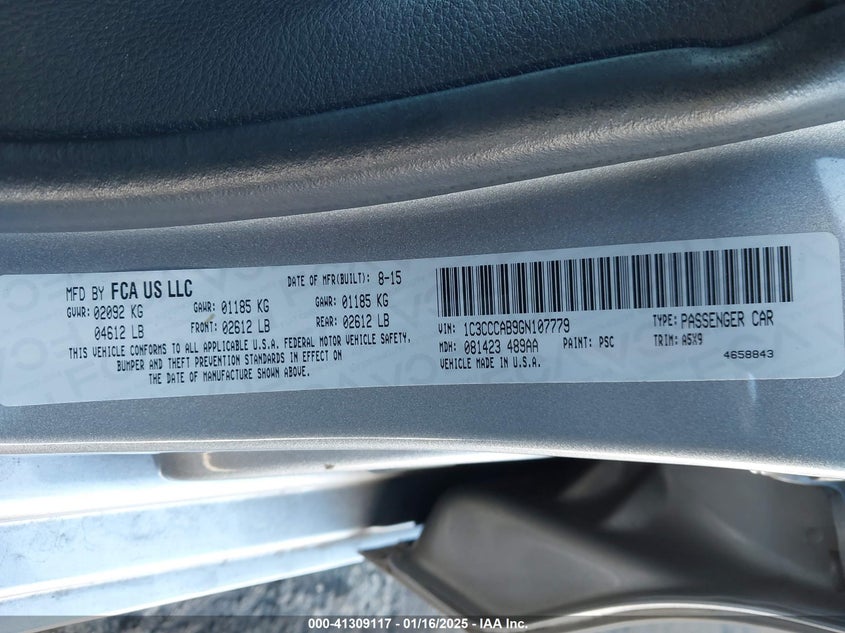 MFD BY FCA US LLC
DATE OF MFR(BUILT): 8-15
GVWR: 02092 KG
04612 LB
GAWR: 01185 KG
FRONT: 02612 LB
GAWR: 01185 KG
REAR: 02612 LB
THIS VEHICLE CONFORMS TO ALL APPLICABLE U.S.A. FEDERAL MOTOR VEHICLE SAFETY,
BUMPER AND THEFT PREVENTION STANDARDS IN EFFECT ON
THE DATE OF MANUFACTURE SHOWN ABOVE.
VIN: 1C3CCCAB9GN107779
TYPE: PASSENGER CAR
MDH: 081423 489AA
PAINT: PSC
TRIM: A5X9
VEHICLE MADE IN U.S.A.
4658843
000-41309117 - 01/16/2025 - IAA Inc.